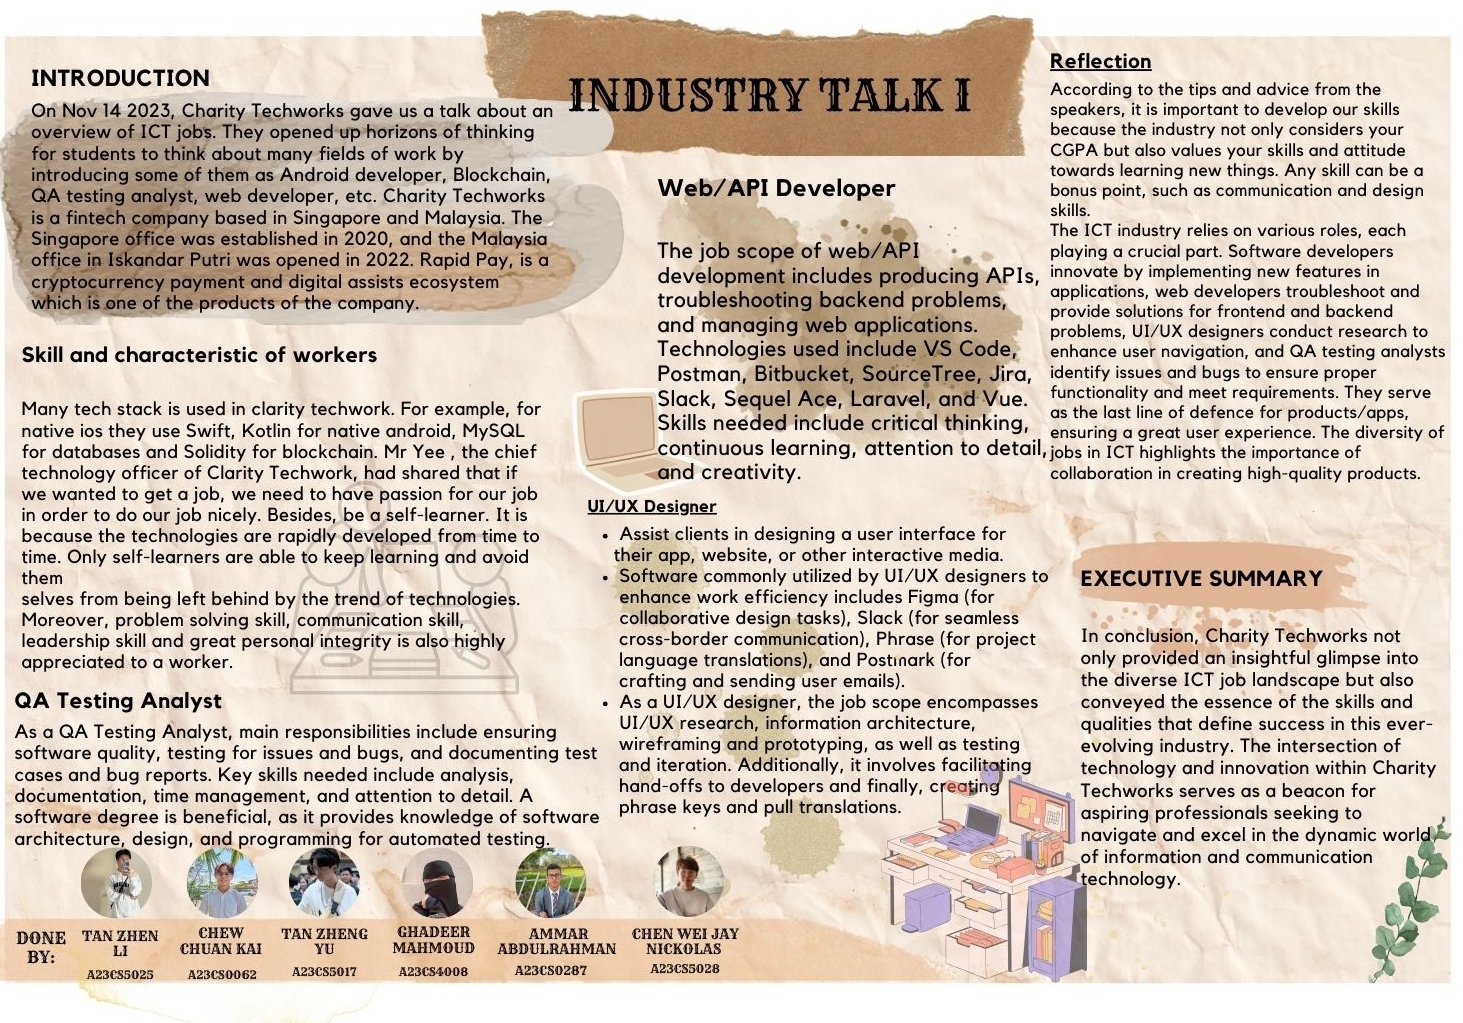 INDUSTRY TALK I
INTRODUCTION
On Nov 14 2023, Charity Techworks gave us a talk about an
overview of ICT jobs. They opened up horizons of thinking
for students to think about many fields of work by
introducing some of them as Android developer, Blockchain,
QA testing analyst, web developer, etc. Charity Techworks
is a fintech company based in Singapore and Malaysia. The
Singapore office was established in 2020, and the Malaysia
office in Iskandar Putri was opened in 2022. Rapid Pay, is a
cryptocurrency payment and digital assists ecosystem
which is one of the products of the company.
Skill and characteristic of workers
Many tech stack is used in clarity techwork. For example, for
native ios they use Swift, Kotlin for native android, MySQL
for databases and Solidity for blockchain. Mr Yee , the chief
technology officer of Clarity Techwork, had shared that if
we wanted to get a job, we need to have passion for our job
in order to do our job nicely. Besides, be a self-learner. It is
because the technologies are rapidly developed from time to
time. Only self-learners are able to keep learning and avoid
them
selves from being left behind by the trend of technologies.
Moreover, problem solving skill, communication skill,
leadership skill and great personal integrity is also highly
appreciated to a worker.
QA Testing Analyst
As a QA Testing Analyst, main responsibilities include ensuring
software quality, testing for issues and bugs, and documenting test
cases and bug reports. Key skills needed include analysis,
documentation, time management, and attention to detail. A
software degree is beneficial, as it provides knowledge of software
architecture, design, and programming for automated testing.
Web/API Developer
The job scope of web/API
development includes producing APIs,
troubleshooting backend problems,
and managing web applications.
Technologies used include VS Code,
Postman, Bitbucket, SourceTree, Jira,
Slack, Sequel Ace, Laravel, and Vue.
Skills needed include critical thinking,
continuous learning, attention to detail,
and creativity.
UI/UX Designer
• Assist clients in designing a user interface for
their app, website, or other interactive media.
• Software commonly utilized by UI/UX designers to
enhance work efficiency includes Figma (for
collaborative design tasks), Slack (for seamless
cross-border communication), Phrase (for project
language translations), and Postmark (for
crafting and sending user emails).
• As a UI/UX designer, the job scope encompasses
UI/UX research, information architecture,
wireframing and prototyping, as well as testing
and iteration. Additionally, it involves facilitating
hand-offs to developers and finally, creating
phrase keys and pull translations.
Reflection
According to the tips and advice from the
speakers, it is important to develop our skills
because the industry not only considers your
CGPA but also values your skills and attitude
towards learning new things. Any skill can be a
bonus point, such as communication and design
skills.
The ICT industry relies on various roles, each
playing a crucial part. Software developers
innovate by implementing new features in
applications, web developers troubleshoot and
provide solutions for frontend and backend
problems, UI/UX designers conduct research to
enhance user navigation, and QA testing analysts
identify issues and bugs to ensure proper
functionality and meet requirements. They serve
as the last line of defence for products/apps,
ensuring a great user experience. The diversity of
jobs in ICT highlights the importance of
collaboration in creating high-quality products.
EXECUTIVE SUMMARY
In conclusion, Charity Techworks not
only provided an insightful glimpse into
the diverse ICT job landscape but also
conveyed the essence of the skills and
qualities that define success in this ever-
evolving industry. The intersection of
technology and innovation within Charity
Techworks serves as a beacon for
aspiring professionals seeking to
navigate and excel in the dynamic world
of information and communication
technology.
DONE
BY:
TAN ZHEN
LI
A23CS5025
CHEW
CHUAN KAI
A23CS0062
TAN ZHENG
YU
A23CS5017
GHADEER
MAHMOUD
A23CS4008
AMMAR
ABDULRAHMAN
A23CS0287
CHEN WEI JAY
NICKOLAS
A23CS5028